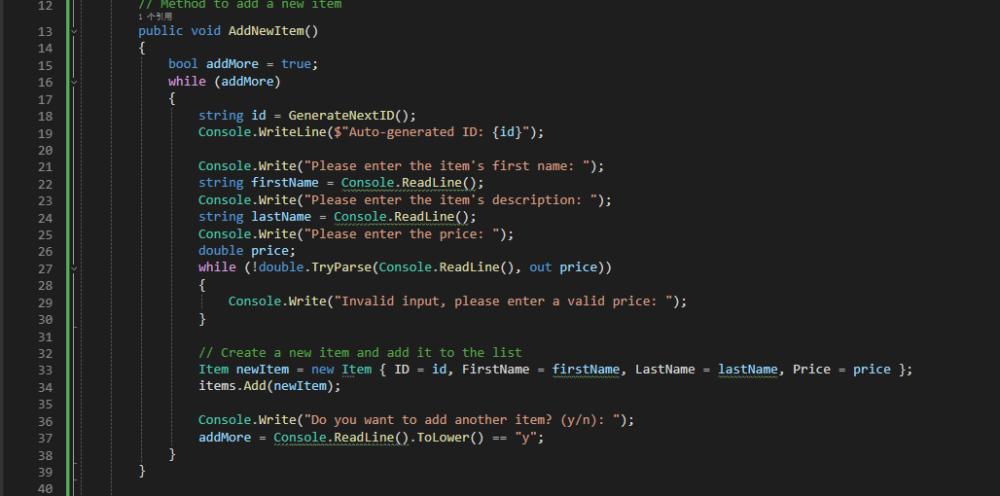 12 // Method to add a new item
1 个引用
13 public void AddNewItem()
14 {
15 bool addMore = true;
16 while (addMore)
17 {
18 string id = GenerateNextID();
19 Console.WriteLine($"Auto-generated ID: {id}");
20
21 Console.Write("Please enter the item's first name: ");
22 string firstName = Console.ReadLine();
23 Console.Write("Please enter the item's description: ");
24 string lastName = Console.ReadLine();
25 Console.Write("Please enter the price: ");
26 double price;
27 while (!double.TryParse(Console.ReadLine(), out price))
28 {
29 Console.Write("Invalid input, please enter a valid price: ");
30 }
31
32 // Create a new item and add it to the list
33 Item newItem = new Item { ID = id, FirstName = firstName, LastName = lastName, Price = price };
34 items.Add(newItem);
35
36 Console.Write("Do you want to add another item? (y/n): ");
37 addMore = Console.ReadLine().ToLower() == "y";
38 }
39 }
40